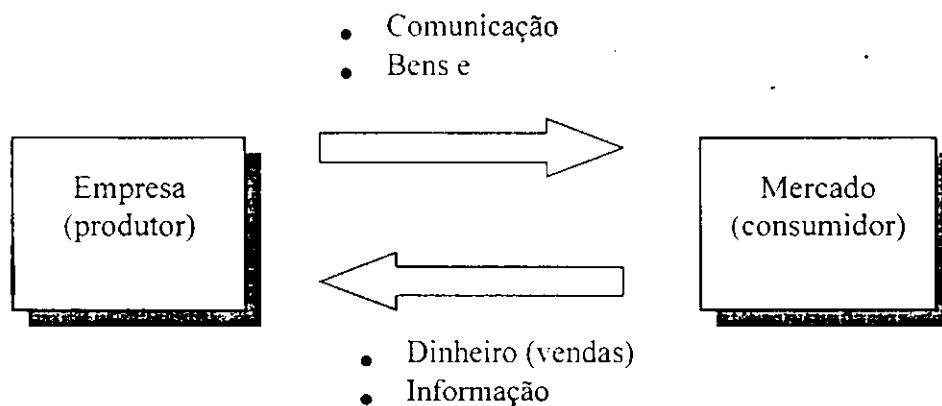 • Comunicação
• Bens e
Empresa
(produtor)
Mercado
(consumidor)
• Dinheiro (vendas)
• Informação